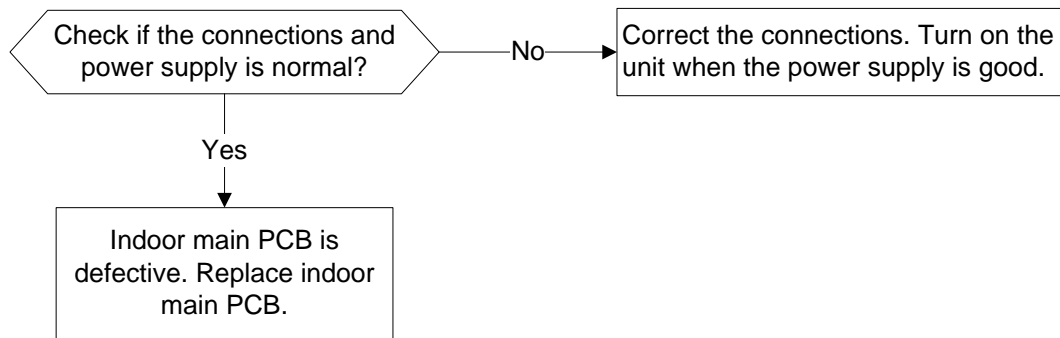 Check if the connections and
power supply is normal?
No
Correct the connections. Turn on the
unit when the power supply is good.
Yes
Indoor main PCB is
defective. Replace indoor
main PCB.